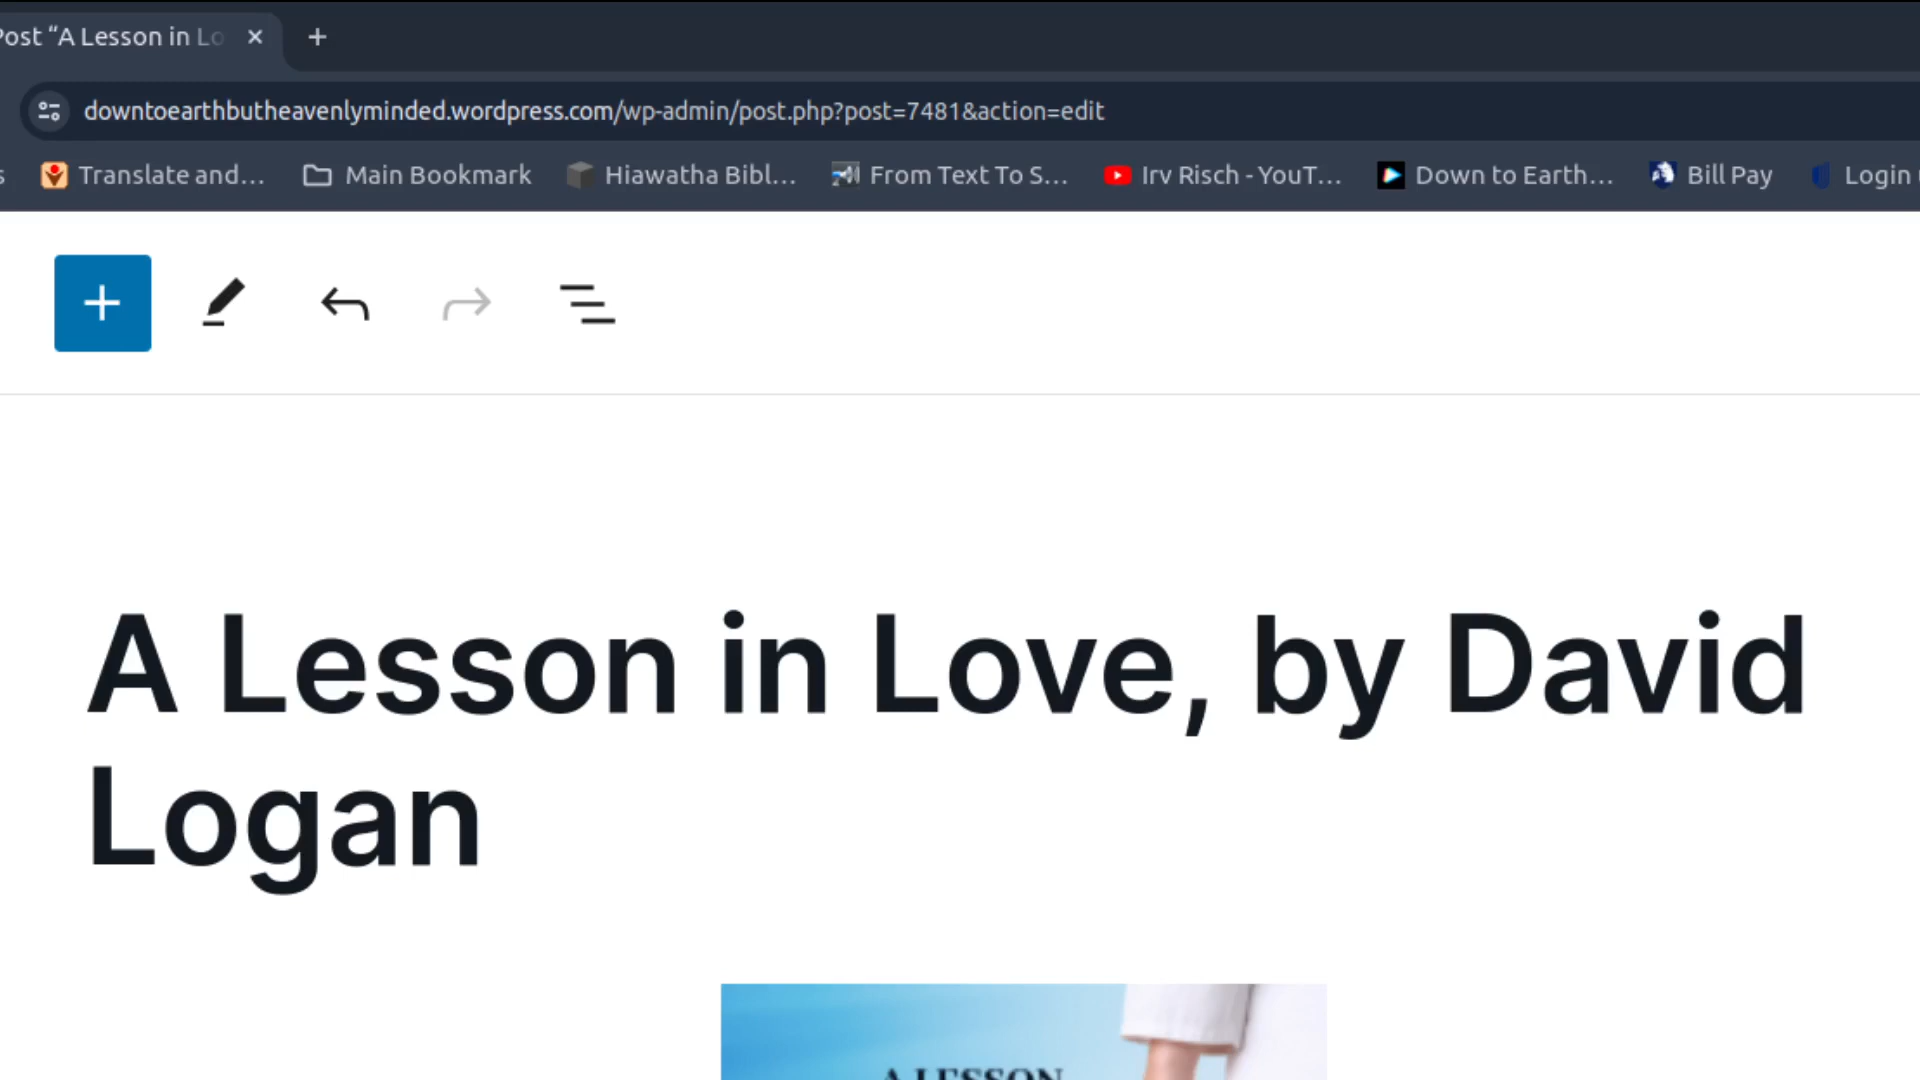 Post “A Lesson in Lo
downtoearthbutheavenlyminded.wordpress.com/wp-admin/post.php?post=7481&action=edit
s Translate and... Main Bookmark Hiawatha Bibl... From Text To S... Irv Risch - YouT... Down to Earth... Bill Pay Login
A Lesson in Love, by David
Logan
A LESSON